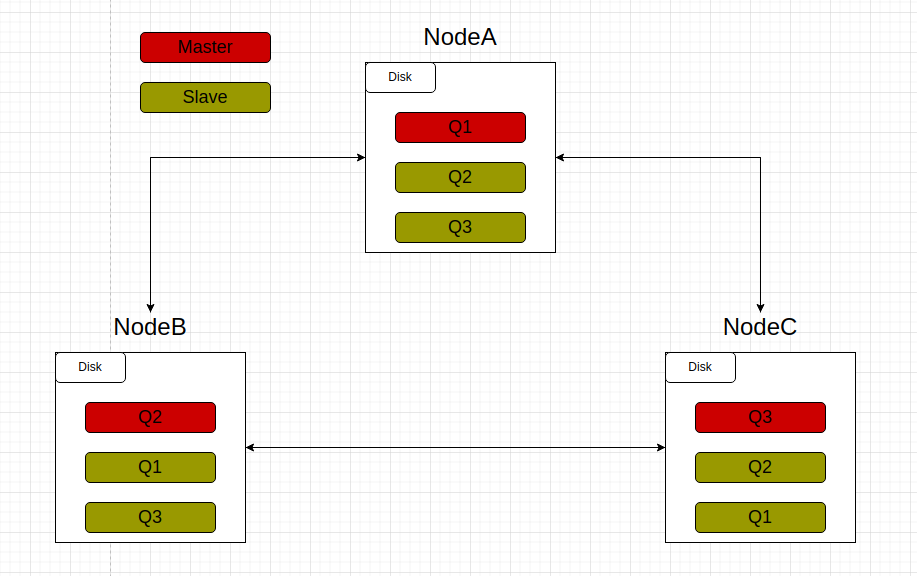 NodeA
Master
Disk
Slave
Q1
Q2
Q3
NodeB
Disk
Q2
Q1
Q3
NodeC
Disk
Q3
Q2
Q1